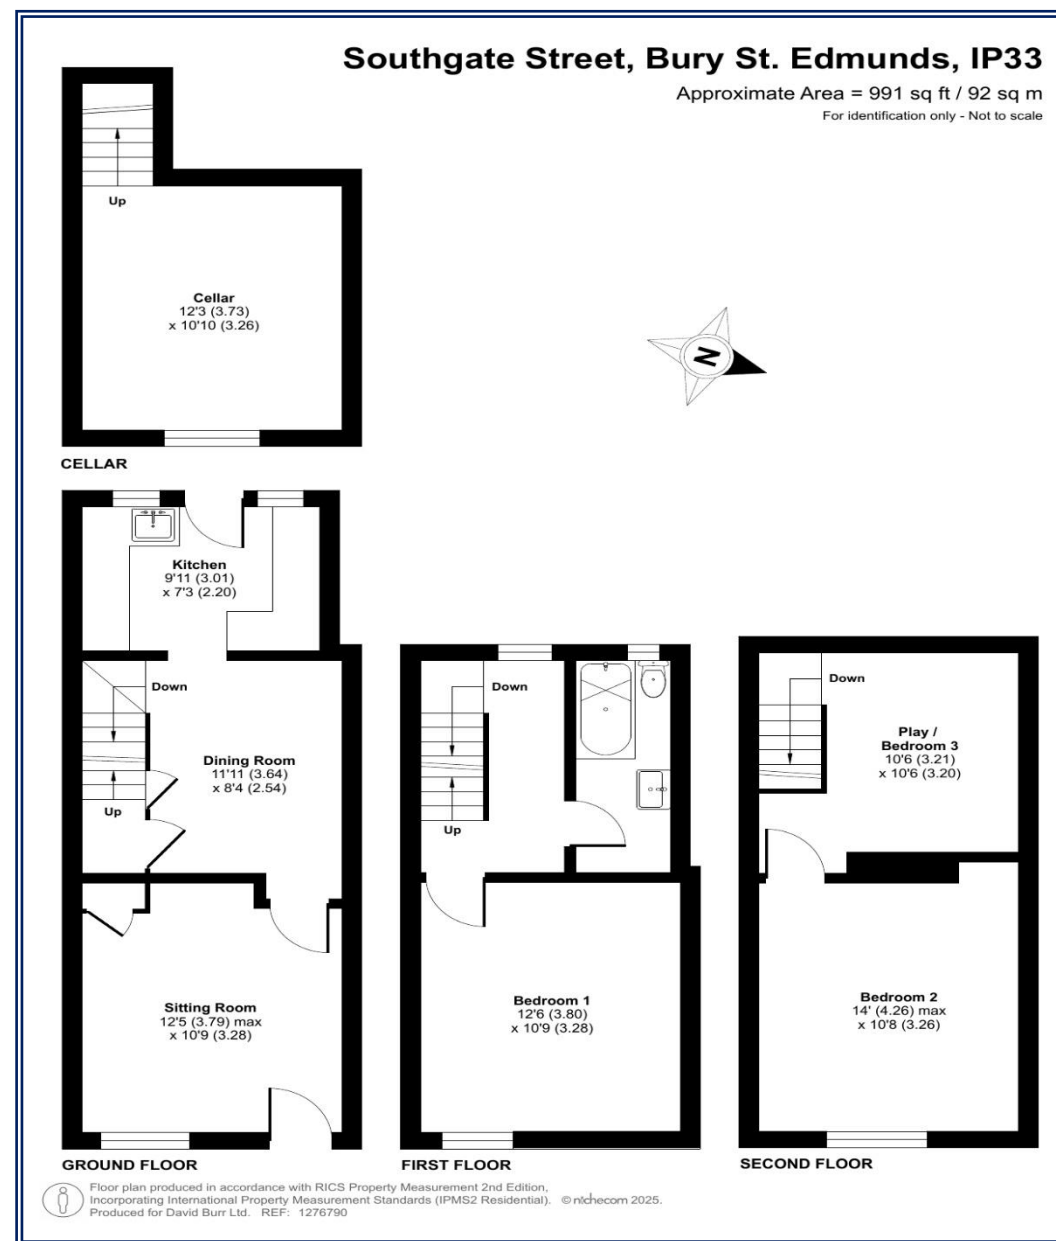 Southgate Street, Bury St. Edmunds, IP33
Approximate Area = 991 sq ft / 92 sq m
For identification only - Not to scale
Up
Cellar
12'3 (3.73)
x 10'10 (3.26)
N
CELLAR
Kitchen
9'11 (3.01)
x 7'3 (2.20)
Down
Dining Room
11'11 (3.64)
x 8'4 (2.54)
Up
Sitting Room
12'5 (3.79) max
x 10'9 (3.28)
GROUND FLOOR
Down
Up
Bedroom 1
12'6 (3.80)
x 10'9 (3.28)
FIRST FLOOR
Down
Play /
Bedroom 3
10'6 (3.21)
x 10'6 (3.20)
Bedroom 2
14' (4.26) max
x 10'8 (3.26)
SECOND FLOOR
Floor plan produced in accordance with RICS Property Measurement 2nd Edition,
Incorporating International Property Measurement Standards (IPMS2 Residential). © nichecom 2025.
Produced for David Burr Ltd. REF: 1276790